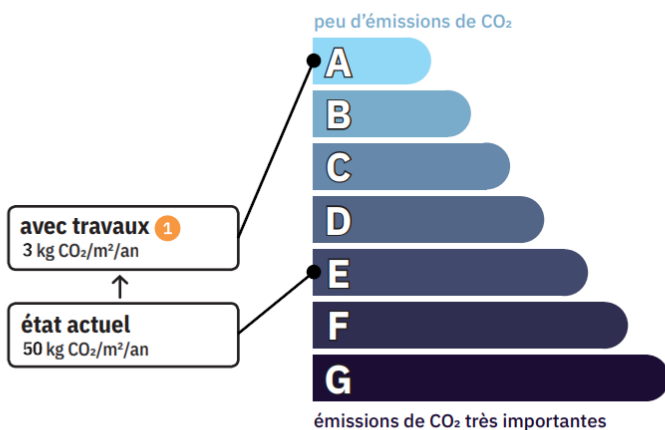 peu d'émissions de CO₂
A
B
C
D
avec travaux 1
3 kg CO₂/m²/an
E
état actuel
50 kg CO₂/m²/an
F
G
émissions de CO₂ très importantes